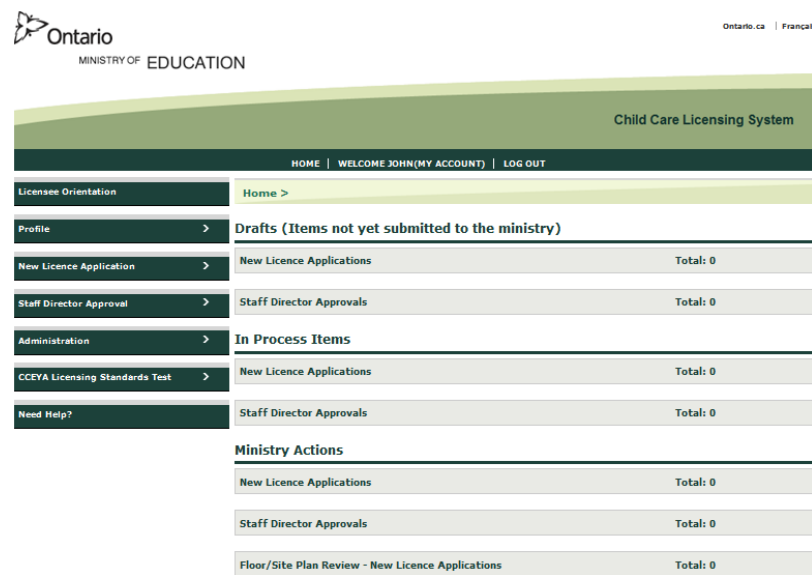 Ontario
MINISTRY OF EDUCATION
Ontario.ca | Françai
Child Care Licensing System
HOME | WELCOME JOHN(MY ACCOUNT) | LOG OUT
Licensee Orientation
Profile >
New Licence Application >
Staff Director Approval >
Administration >
CCEYA Licensing Standards Test >
Need Help?
Home >
Drafts (Items not yet submitted to the ministry)
New Licence Applications Total: 0
Staff Director Approvals Total: 0
In Process Items
New Licence Applications Total: 0
Staff Director Approvals Total: 0
Ministry Actions
New Licence Applications Total: 0
Staff Director Approvals Total: 0
Floor/Site Plan Review - New Licence Applications Total: 0